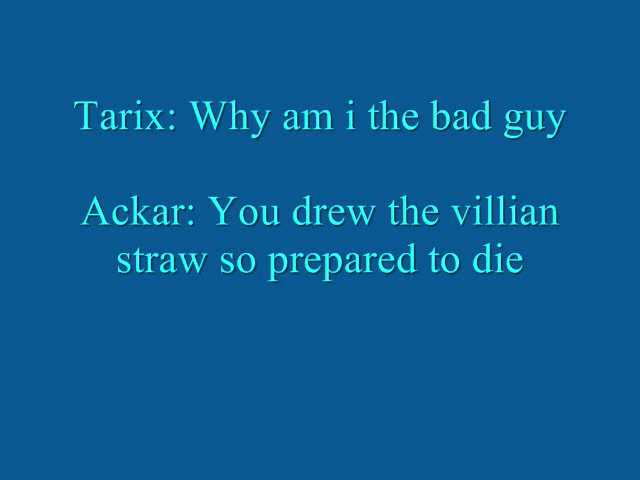 Tarix: Why am i the bad guy
Ackar: You drew the villian
straw so prepared to die